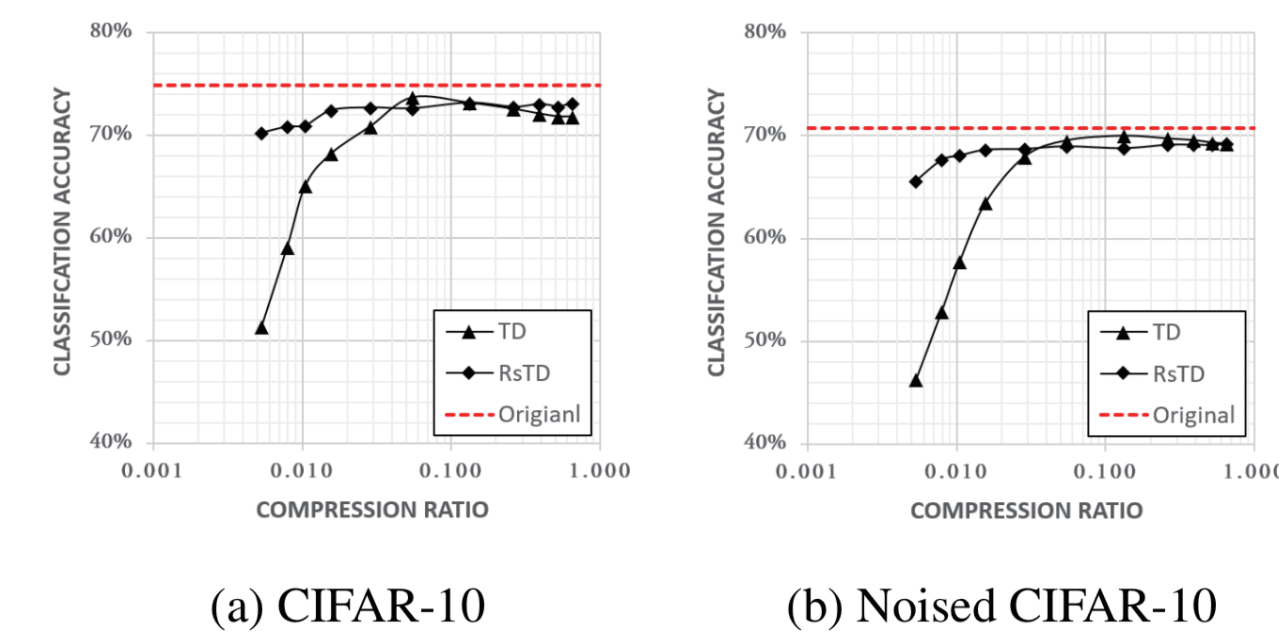 80%
70%
60%
50%
40%
CLASSIFCATION ACCURACY
0.001 0.010 0.100 1.000
COMPRESSION RATIO
TD
RsTD
Origianl
(a) CIFAR-10
80%
70%
60%
50%
40%
CLASSIFCATION ACCURACY
0.001 0.010 0.100 1.000
COMPRESSION RATIO
TD
RsTD
Original
(b) Noised CIFAR-10